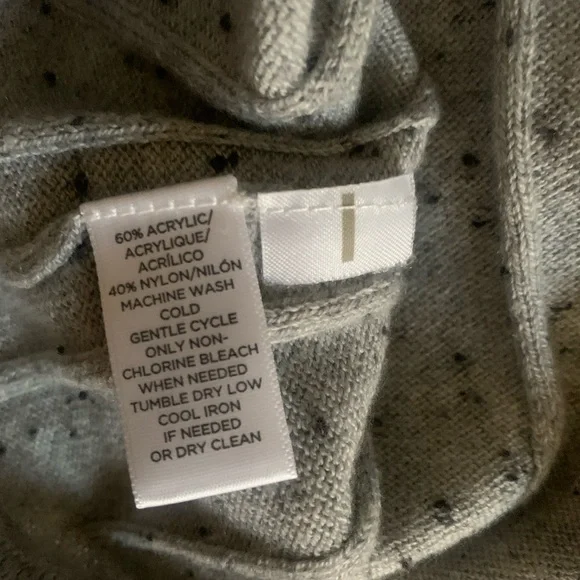 60% ACRYLIC/
ACRYLIQUE/
ACRÍLICO
40% NYLON/NILÓN
MACHINE WASH
COLD
GENTLE CYCLE
ONLY NON-
CHLORINE BLEACH
WHEN NEEDED
TUMBLE DRY LOW
COOL IRON
IF NEEDED
OR DRY CLEAN